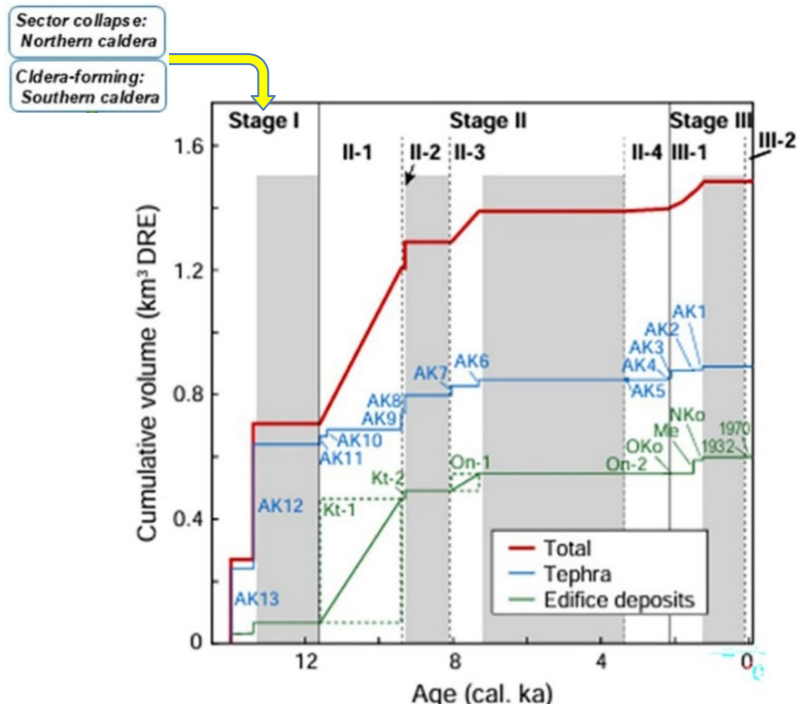 Sector collapse:
Northern caldera
Cldera-forming:
Southern caldera
Stage I
Stage II
Stage III
II-1
II-2
II-3
II-4
III-1
III-2
1.6
1.2
0.8
0.4
0
Cumulative volume (km³ DRE)
AK1
AK2
AK3
AK4
AK5
AK6
AK7
AK8
AK9
AK10
AK11
AK12
AK13
NKo
Me
OKo
1970
1932
On-1
On-2
Kt-2
Kt-1
Total
Tephra
Edifice deposits
12
8
4
0
Age (cal. ka)